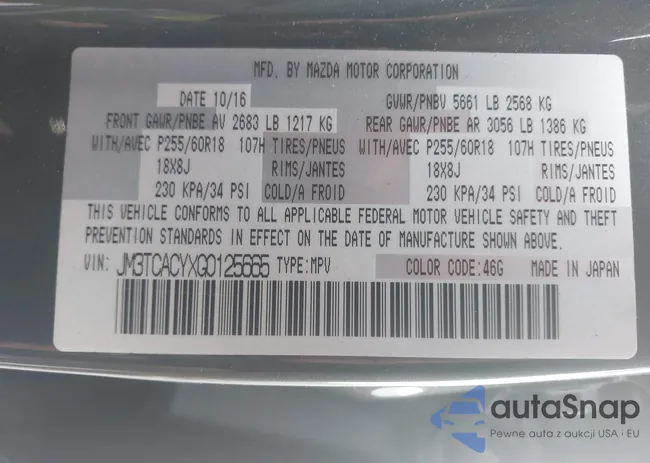 MFD. BY MAZDA MOTOR CORPORATION
DATE 10/16 GVWR/PNBV 5661 LB 2568 KG
FRONT GAWR/PNBE AV 2683 LB 1217 KG REAR GAWR/PNBE AR 3056 LB 1386 KG
WITH/AVEC P255/60R18 107H TIRES/PNEUS WITH/AVEC P255/60R18 107H TIRES/PNEUS
18X8J RIMS/JANTES 18X8J RIMS/JANTES
230 KPA/34 PSI COLD/A FROID 230 KPA/34 PSI COLD/A FROID
THIS VEHICLE CONFORMS TO ALL APPLICABLE FEDERAL MOTOR VEHICLE SAFETY AND THEFT
PREVENTION STANDARDS IN EFFECT ON THE DATE OF MANUFACTURE SHOWN ABOVE.
VIN: JM3TCACYXG0125665 TYPE:MPV COLOR CODE:46G MADE IN JAPAN
autaSnap
Pewne auta z aukcji USA i EU